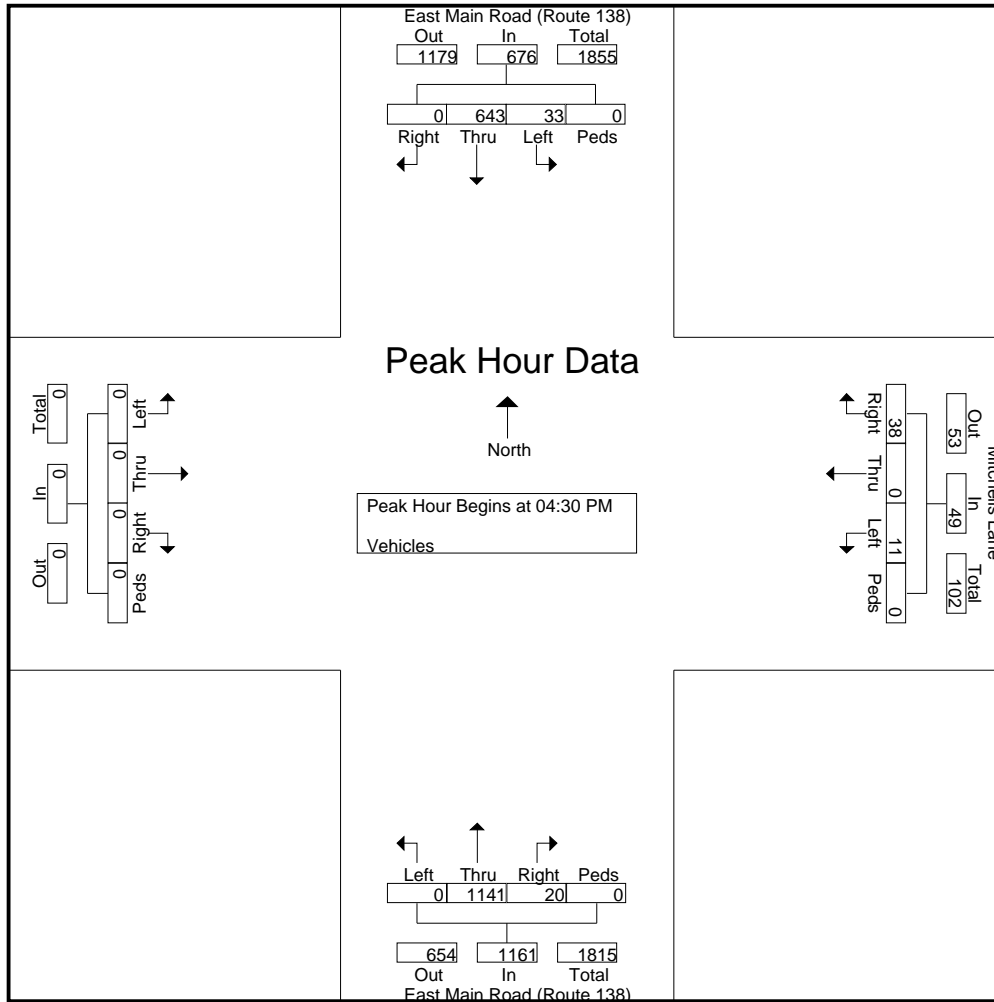 East Main Road (Route 138)
Out In Total
1179 676 1855
0 643 33 0
Right Thru Left Peds
Peak Hour Data
North
Peak Hour Begins at 04:30 PM
Vehicles
Total In Out
0 0 0
0 0 0 0
Left Thru Right Peds
Right Thru Left Peds
38 0 11 0
53 49 102
Out In Total
Mitchells Lane
Left Thru Right Peds
0 1141 20 0
654 1161 1815
Out In Total
East Main Road (Route 138)